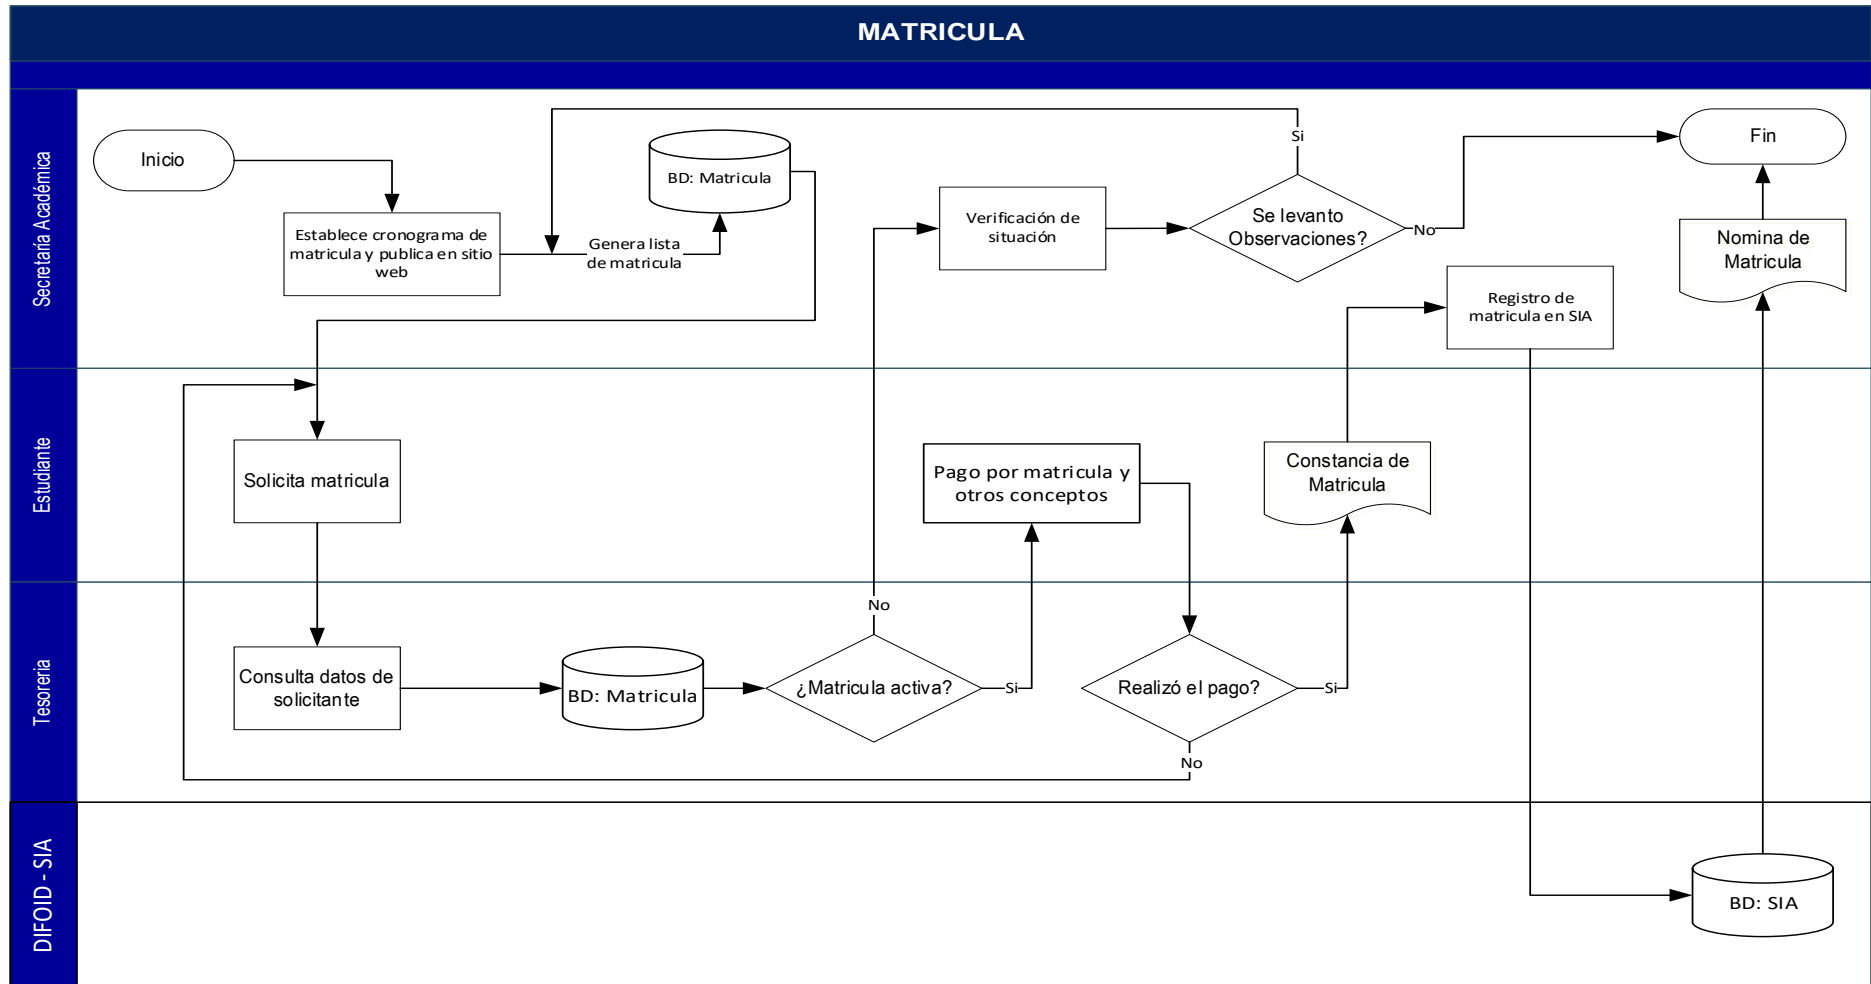 MATRICULA
Secretaría Académica
Inicio
Establece cronograma de
matricula y publica en sitio
web
Genera lista
de matricula
BD: Matricula
Verificación de
situación
Si
Se levanto
Observaciones?
No
Fin
Nomina de
Matricula
Registro de
matricula en SIA
Estudiante
Solicita matricula
Pago por matricula y
otros conceptos
Constancia de
Matricula
Tesoreria
Consulta datos de
solicitante
BD: Matricula
No
¿Matricula activa?
Si
Realizó el pago?
Si
No
DIFOID - SIA
BD: SIA